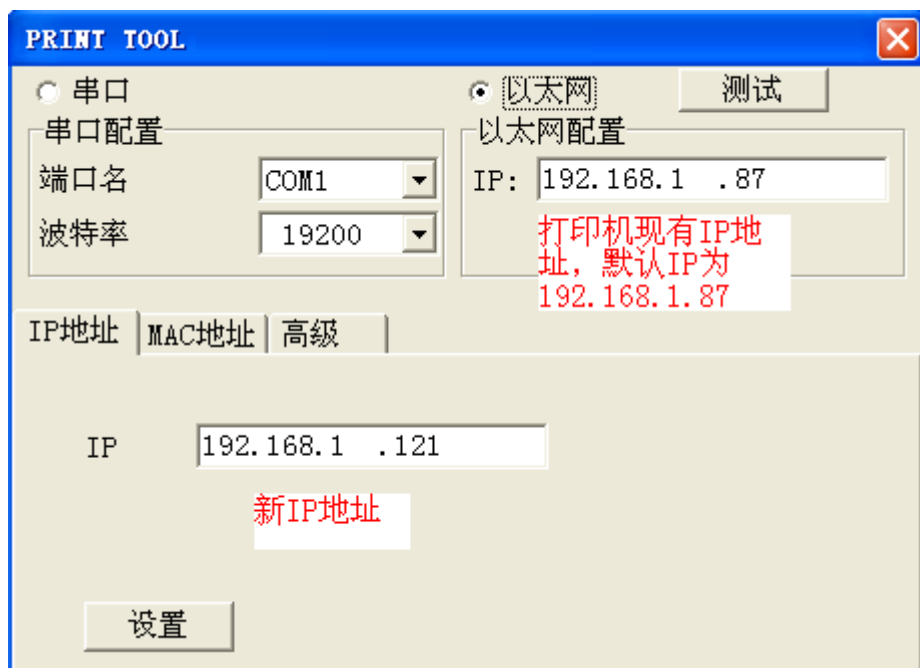 PRINT TOOL
串口
以太网
测试
串口配置
端口名
COM1
波特率
19200
以太网配置
IP:
192.168.1 .87
打印机现有IP地
址，默认IP为
192.168.1.87
IP地址
MAC地址
高级
IP
192.168.1 .121
新IP地址
设置